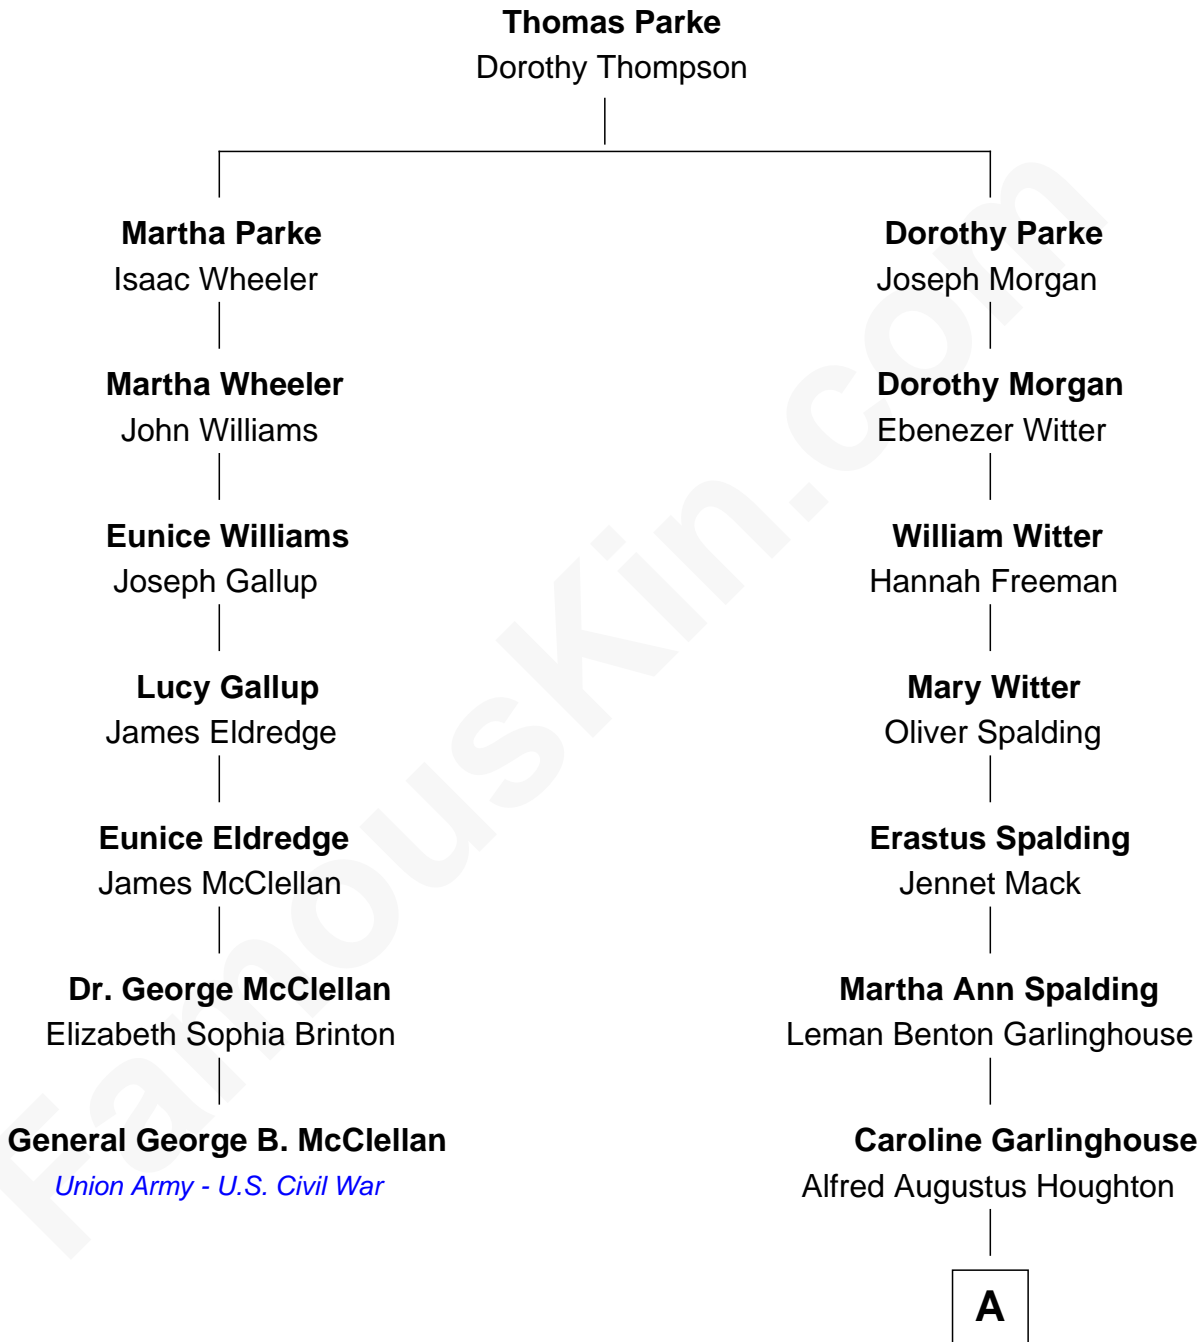 Thomas Parke
Dorothy Thompson
Martha Parke
Isaac Wheeler
Dorothy Parke
Joseph Morgan
Martha Wheeler
John Williams
Dorothy Morgan
Ebenezer Witter
Eunice Williams
Joseph Gallup
William Witter
Hannah Freeman
Lucy Gallup
James Eldredge
Mary Witter
Oliver Spalding
Eunice Eldredge
James McClellan
Erastus Spalding
Jennet Mack
Dr. George McClellan
Elizabeth Sophia Brinton
Martha Ann Spalding
Leman Benton Garlinghouse
General George B. McClellan
Union Army - U.S. Civil War
Caroline Garlinghouse
Alfred Augustus Houghton
A
FamousKin.com